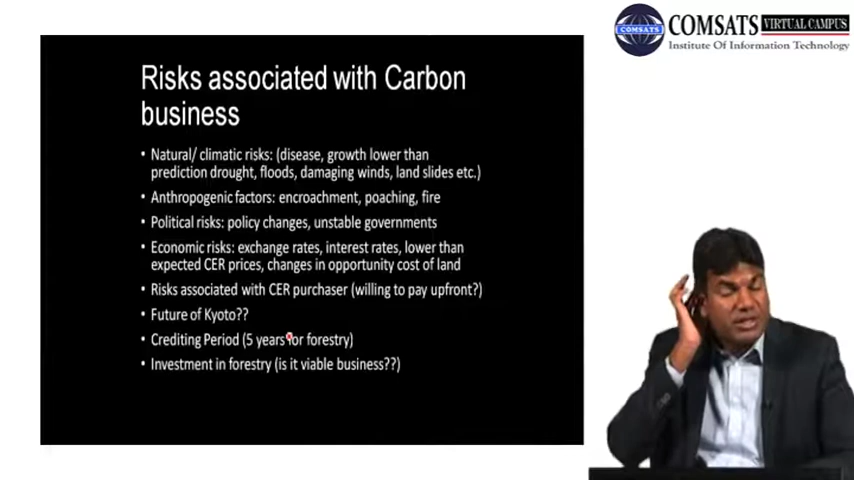 COMSATS VIRTUAL CAMPUS
Institute Of Information Technology
COMSATS
Risks associated with Carbon
business
• Natural/ climatic risks: (disease, growth lower than
prediction drought, floods, damaging winds, land slides etc.)
• Anthropogenic factors: encroachment, poaching, fire
• Political risks: policy changes, unstable governments
• Economic risks: exchange rates, interest rates, lower than
expected CER prices, changes in opportunity cost of land
• Risks associated with CER purchaser (willing to pay upfront?)
• Future of Kyoto??
• Crediting Period (5 years for forestry)
• Investment in forestry (is it viable business??)